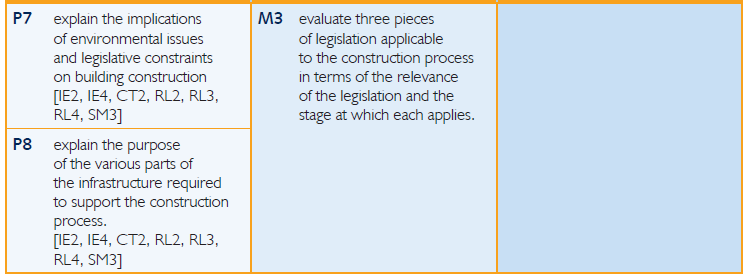 P7 explain the implications
of environmental issues
and legislative constraints
on building construction
[IE2, IE4, CT2, RL2, RL3,
RL4, SM3]
P8 explain the purpose
of the various parts of
the infrastructure required
to support the construction
process.
[IE2, IE4, CT2, RL2, RL3,
RL4, SM3]
M3 evaluate three pieces
of legislation applicable
to the construction process
in terms of the relevance
of the legislation and the
stage at which each applies.